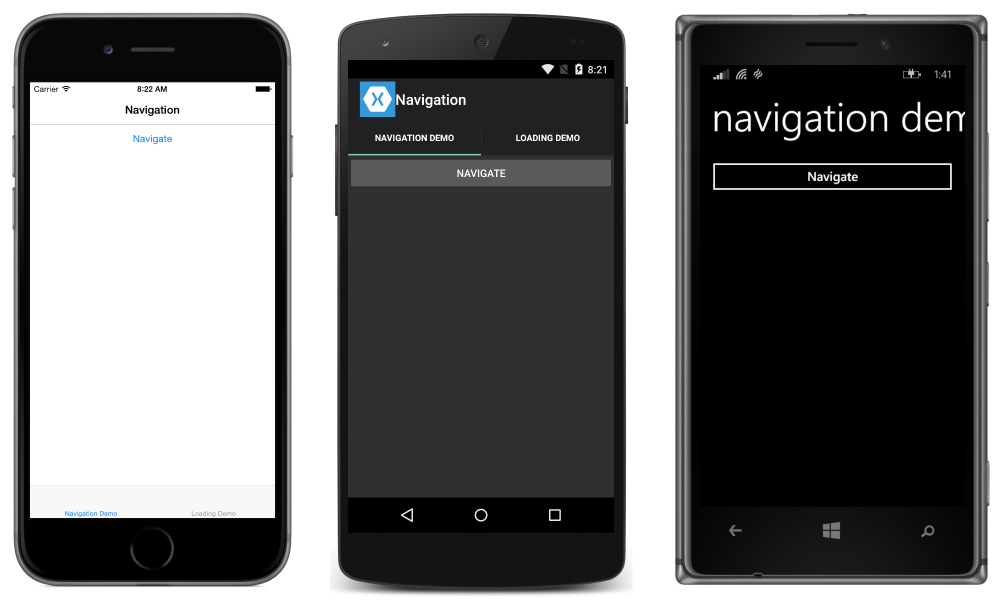 Carrier 8:22 AM
Navigation
Navigate
Navigation Demo Loading Demo
8:21
Navigation
NAVIGATION DEMO LOADING DEMO
NAVIGATE
1:41
navigation dem
Navigate